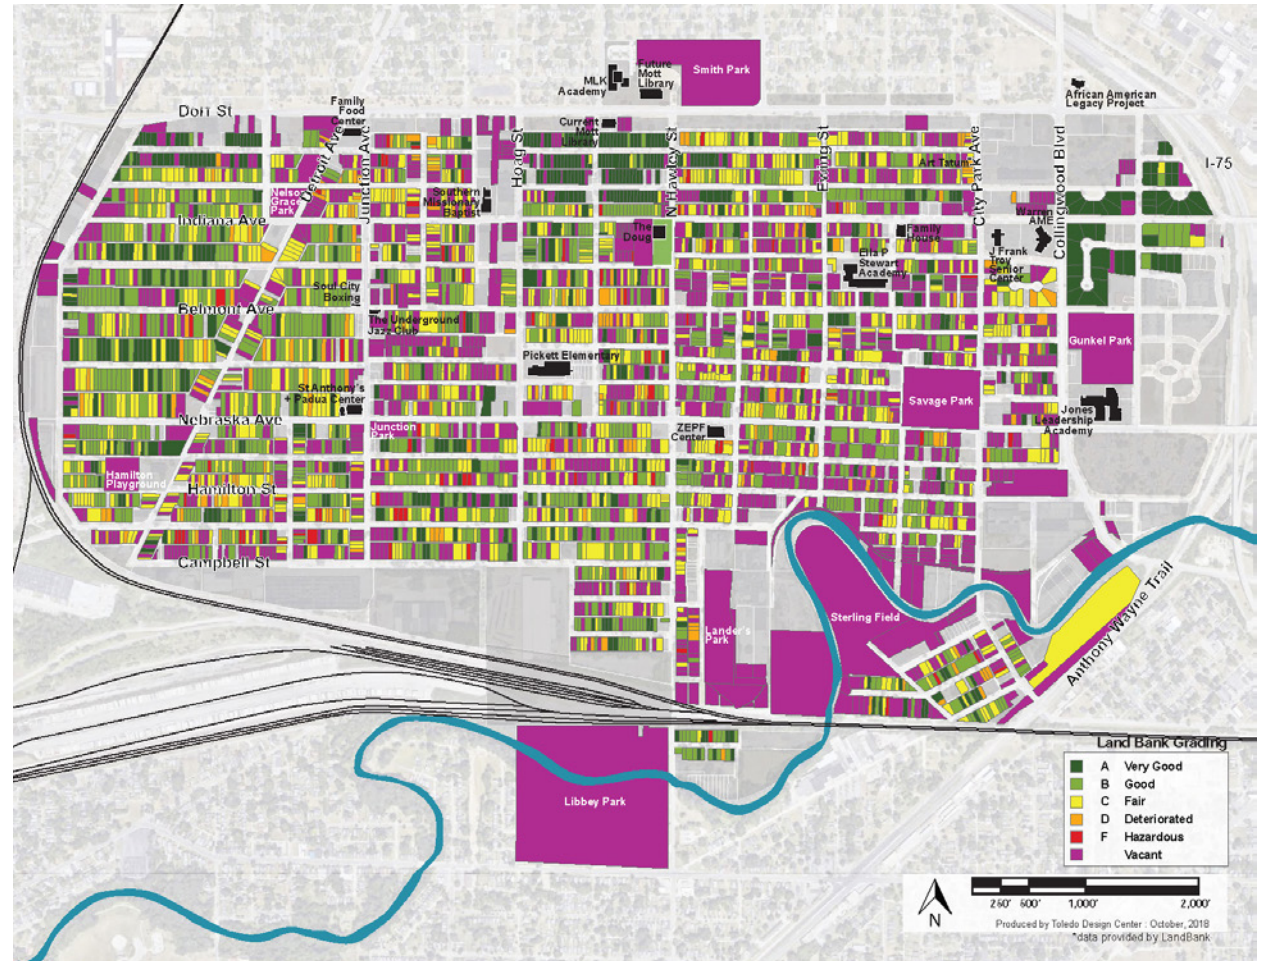 Smith Park
Future
Mott
Library
MLK
Academy
African American
Legacy Project
Family
Food
Center
Dorr St
Current
Mott
Library
Detroit Ave
Junction Ave
Hoag St
N Hawley St
Ewing St
City Park Ave
Collingwood Blvd
I-75
Art Tatum
Nelson
Grace
Park
Southern
Missionary
Baptist
Indiana Ave
The
Doug
Family
House
Warren
AME
J Frank
Troy
Senior
Center
Ella P
Stewart
Academy
Soul City
Boxing
Belmont Ave
The Underground
Jazz Club
Gunkel Park
Pickett Elementary
St Anthony's
+ Padua Center
Savage Park
Jones
Leadership
Academy
Nebraska Ave
Junction
Park
ZEPF
Center
Hamilton
Playground
Hamilton St
Campbell St
Lander's
Park
Sterling Field
Anthony Wayne Trail
Libbey Park
Land Bank Grading
A Very Good
B Good
C Fair
D Deteriorated
F Hazardous
Vacant
N
250' 500' 1,000' 2,000'
Produced by Toledo Design Center : October, 2018
*data provided by LandBank